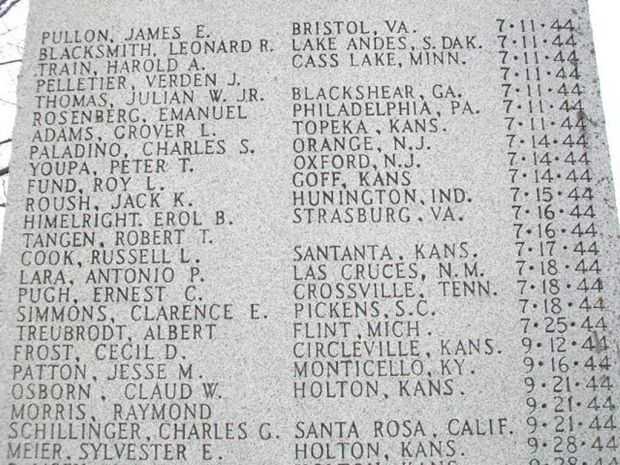 PULLON, JAMES E. BRISTOL, VA. 7·11·44
BLACKSMITH, LEONARD R. LAKE ANDES, S. DAK. 7·11·44
TRAIN, HAROLD A. CASS LAKE, MINN. 7·11·44
PELLETIER, VERDEN J. 7·11·44
THOMAS, JULIAN W. JR. BLACKSHEAR, GA. 7·11·44
ROSENBERG, EMANUEL PHILADELPHIA, PA. 7·11·44
ADAMS, GROVER L. TOPEKA, KANS. 7·11·44
PALADINO, CHARLES S. ORANGE, N.J. 7·14·44
YOUPA, PETER T. OXFORD, N.J. 7·14·44
FUND, ROY L. GOFF, KANS 7·14·44
ROUSH, JACK K. HUNINGTON, IND. 7·15·44
HIMELRIGHT, EROL B. STRASBURG, VA. 7·16·44
TANGEN, ROBERT T. 7·16·44
COOK, RUSSELL L. SANTANTA, KANS. 7·17·44
LARA, ANTONIO P. LAS CRUCES, N.M. 7·18·44
PUGH, ERNEST C. CROSSVILLE, TENN. 7·18·44
SIMMONS, CLARENCE E. PICKENS, S.C. 7·18·44
TREUBRODT, ALBERT FLINT, MICH. 7·25·44
FROST, CECIL D. CIRCLEVILLE, KANS. 9·12·44
PATTON, JESSE M. MONTICELLO, KY. 9·16·44
OSBORN, CLAUD W. HOLTON, KANS. 9·21·44
MORRIS, RAYMOND 9·21·44
SCHILLINGER, CHARLES G. SANTA ROSA, CALIF. 9·21·44
MEIER, SYLVESTER E. HOLTON, KANS. 9·28·44